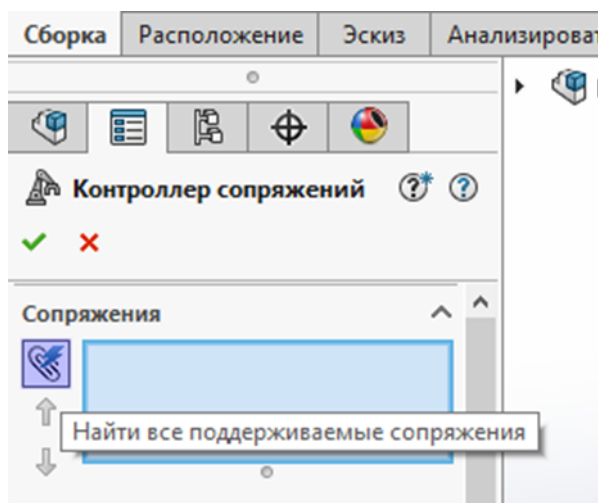 Сборка Расположение Эскиз Анализироват
Контроллер сопряжений
Сопряжения
Найти все поддерживаемые сопряжения